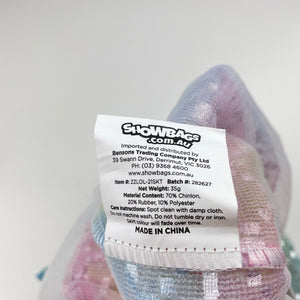 SHOWBAGS
.com.au
Imported and distributed by
Bensons Trading Company Pty Ltd
39 Swann Drive, Derrimut, VIC 3026
PH: (03) 9368 4600
www.showbags.com.au
Item #: ZZLOL-21SKT Batch #: 282627
Net Weight: 35g
Material Content: 70% Chinlon,
20% Rubber, 10% Polyester
Care Instructions: Spot clean with damp cloth.
Do not machine wash. Do not tumble dry or iron.
Skin colour will fade over time.
MADE IN CHINA